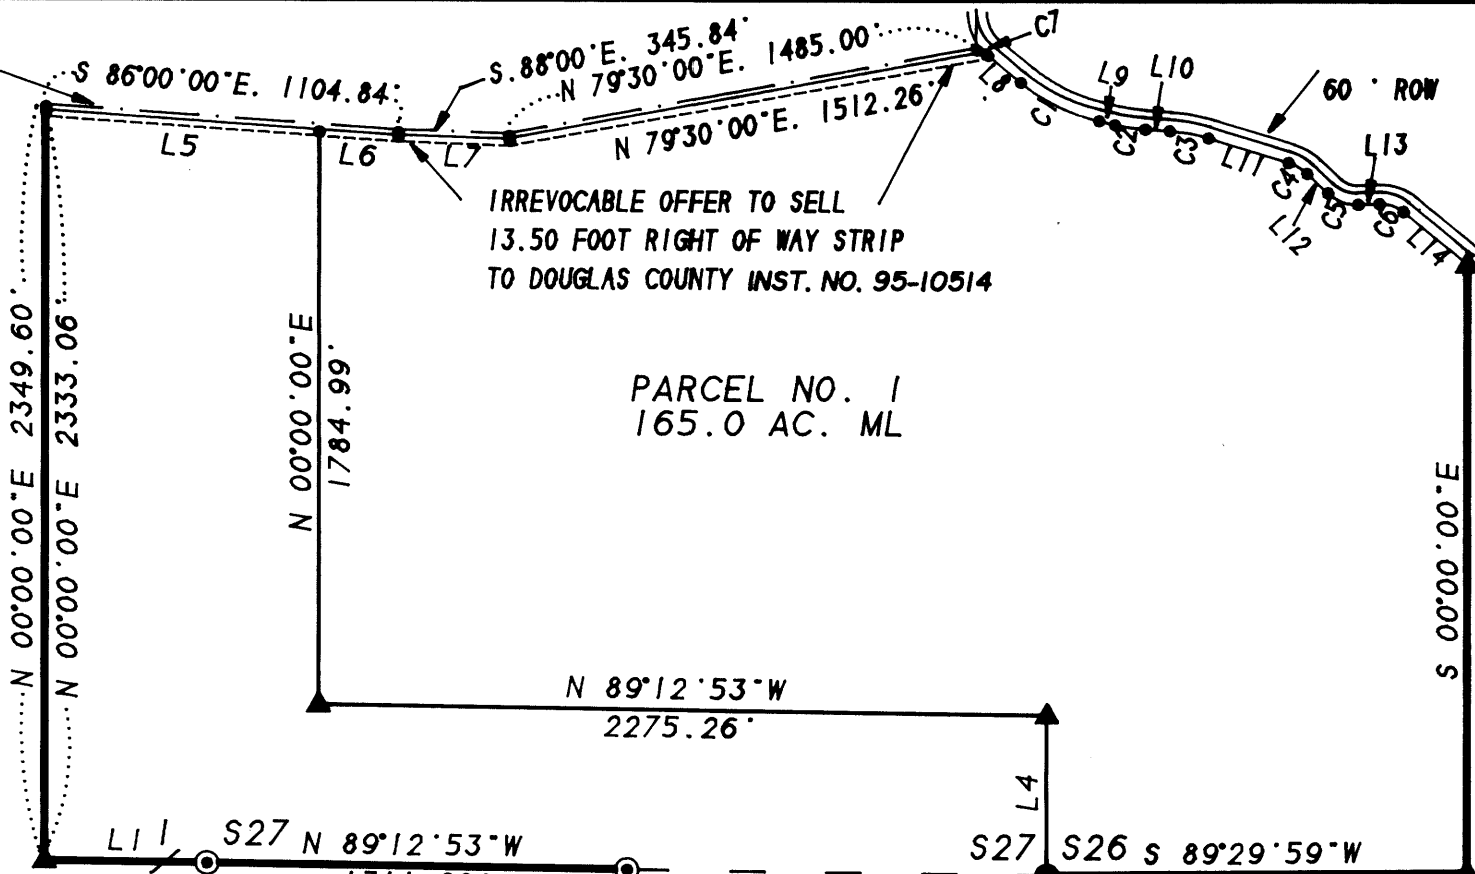 S 86°00'00"E. 1104.84'
S.88°00'E. 345.84'
N 79°30'00"E. 1485.00'
N 79°30'00"E. 1512.26'
C7
L8
C1
L9
L10
C2
C3
L11
60' ROW
L13
C4
L12
C5
C6
L14
L5
L6
L7
IRREVOCABLE OFFER TO SELL
13.50 FOOT RIGHT OF WAY STRIP
TO DOUGLAS COUNTY INST. NO. 95-10514
N 00°00'00"E 2349.60'
N 00°00'00"E 2333.06'
N 00°00'00"E
1784.99'
PARCEL NO. 1
165.0 AC. ML
S 00°00'00"E
N 89°12'53"W
2275.26'
L4
L1
1
S27
N 89°12'53"W
S27
S26
S 89°29'59"W